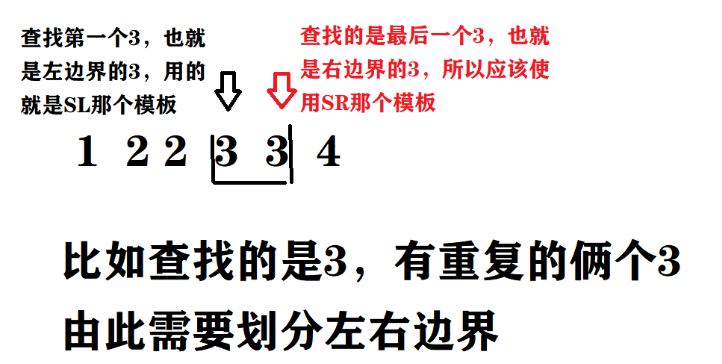 查找第一个3，也就
是左边界的3，用的
就是SL那个模板
查找的是最后一个3，也就
是右边界的3，所以应该使
用SR那个模板
1 2 2 3 3 4
比如查找的是3，有重复的俩个3
由此需要划分左右边界